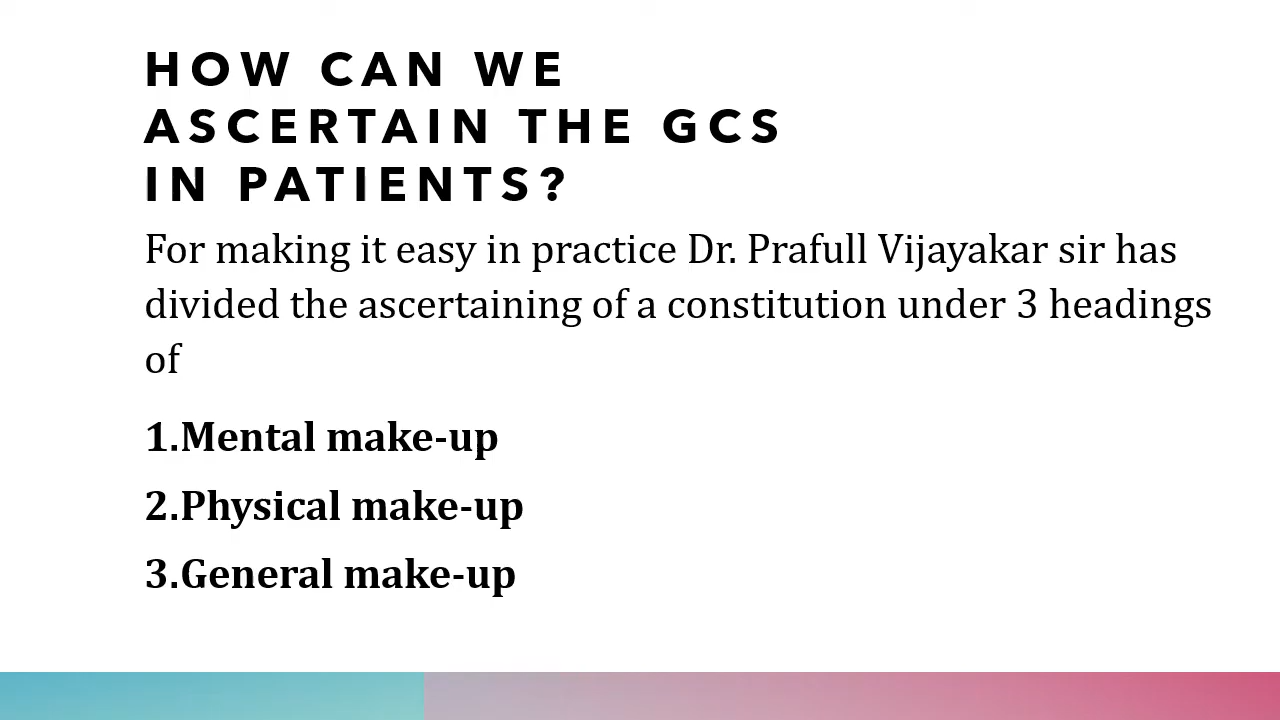 HOW CAN WE
ASCERTAIN THE GCS
IN PATIENTS?
For making it easy in practice Dr. Prafull Vijayakar sir has
divided the ascertaining of a constitution under 3 headings
of
1.Mental make-up
2.Physical make-up
3.General make-up